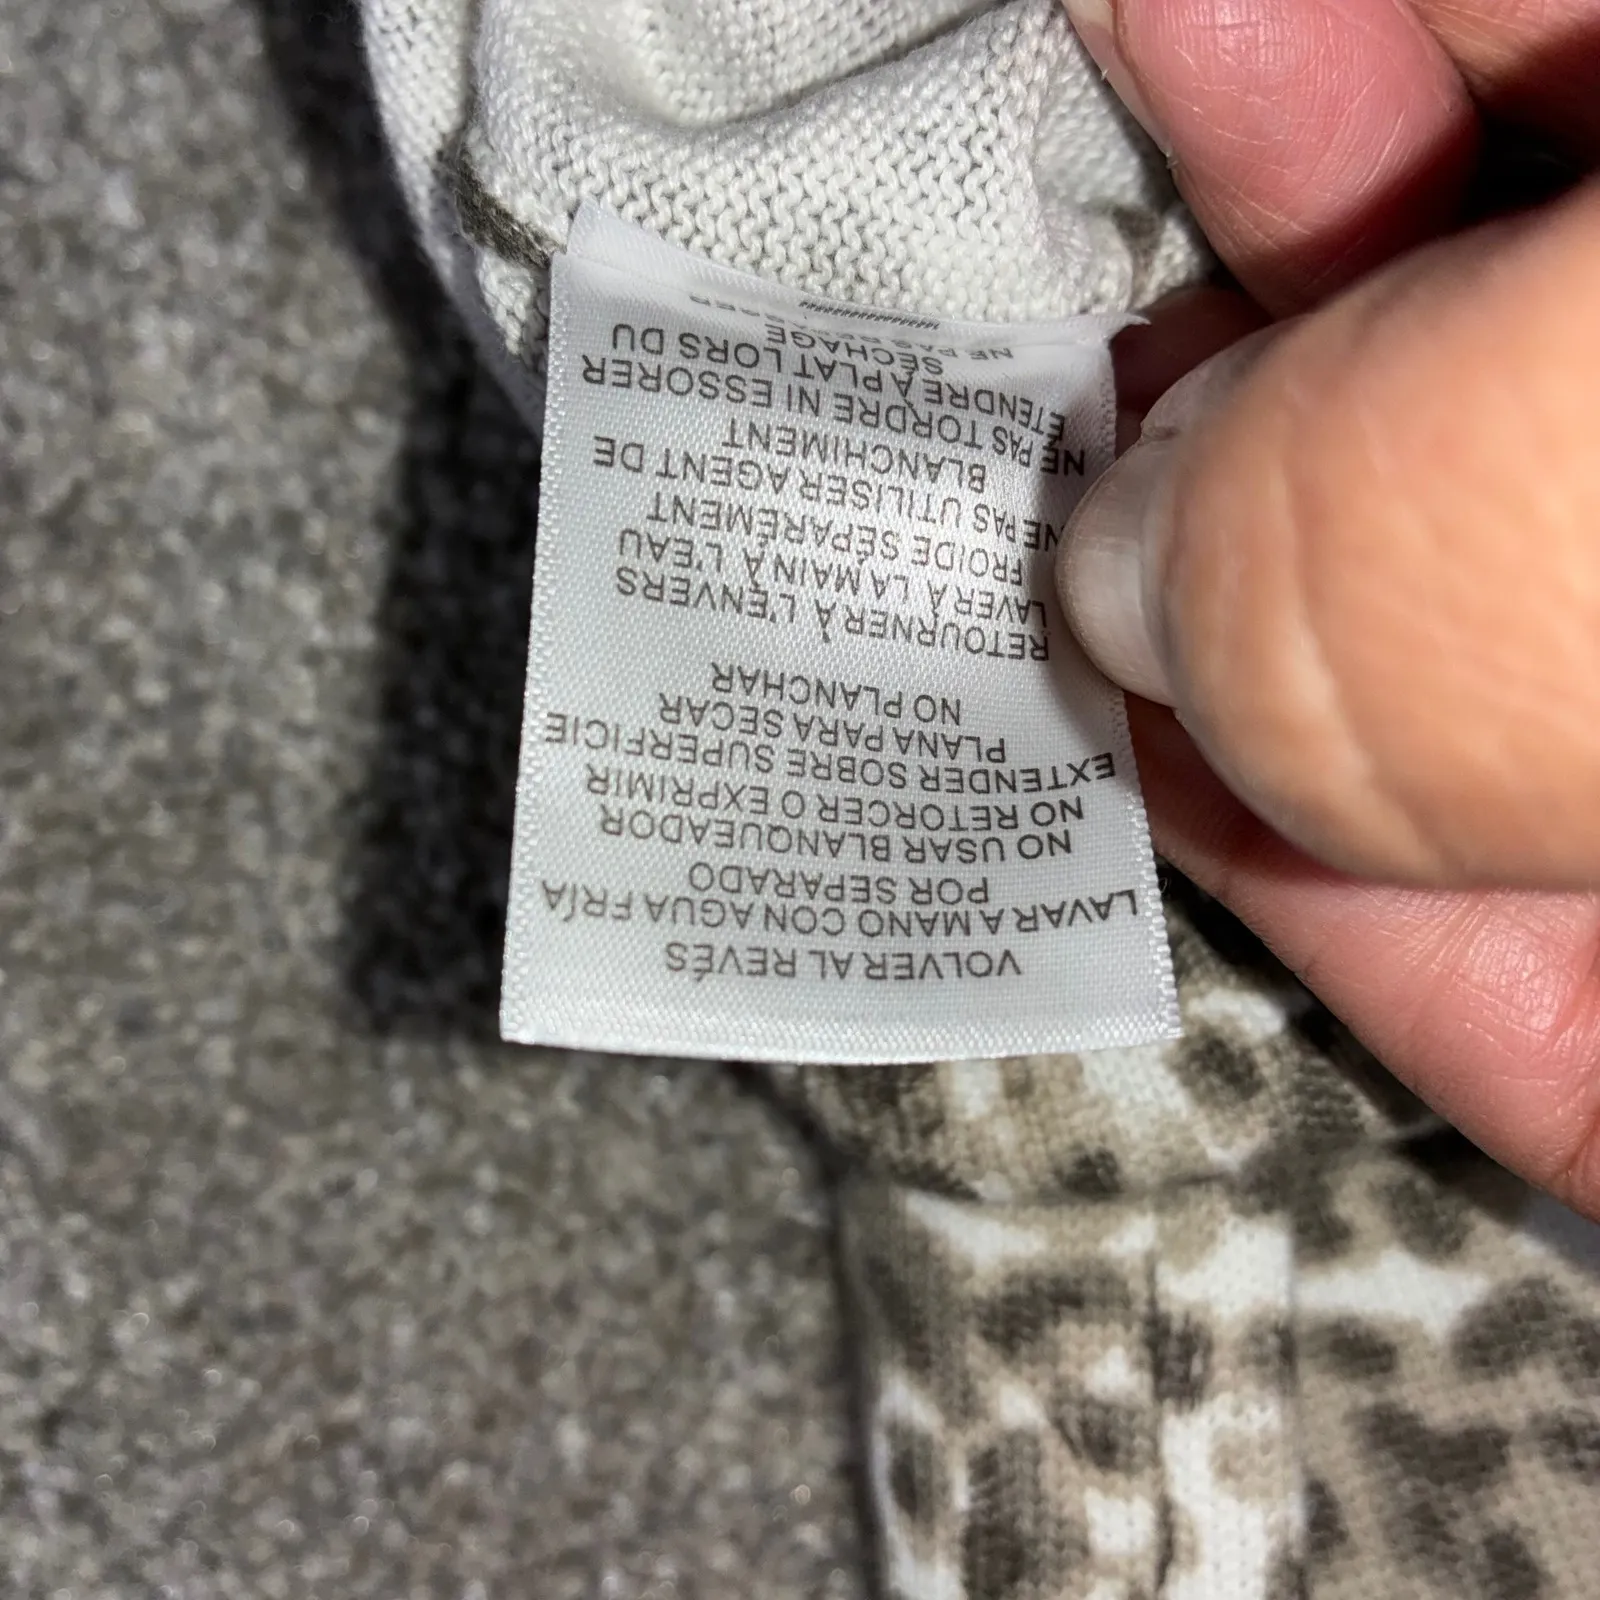 VOLVER AL REVÉS
LAVAR A MANO CON AGUA FRÍA
POR SEPARADO
NO USAR BLANQUEADOR
NO RETORCER O EXPRIMIR
EXTENDER SOBRE SUPERFICIE
PLANA PARA SECAR
NO PLANCHAR
RETOURNER À L'ENVERS
LAVER À LA MAIN À L'EAU
FROIDE SÉPARÉMENT
NE PAS UTILISER AGENT DE
BLANCHIMENT
NE PAS TORDRE NI ESSORER
ÉTENDRE À PLAT LORS DU
SÉCHAGE
NE PAS REPASSER